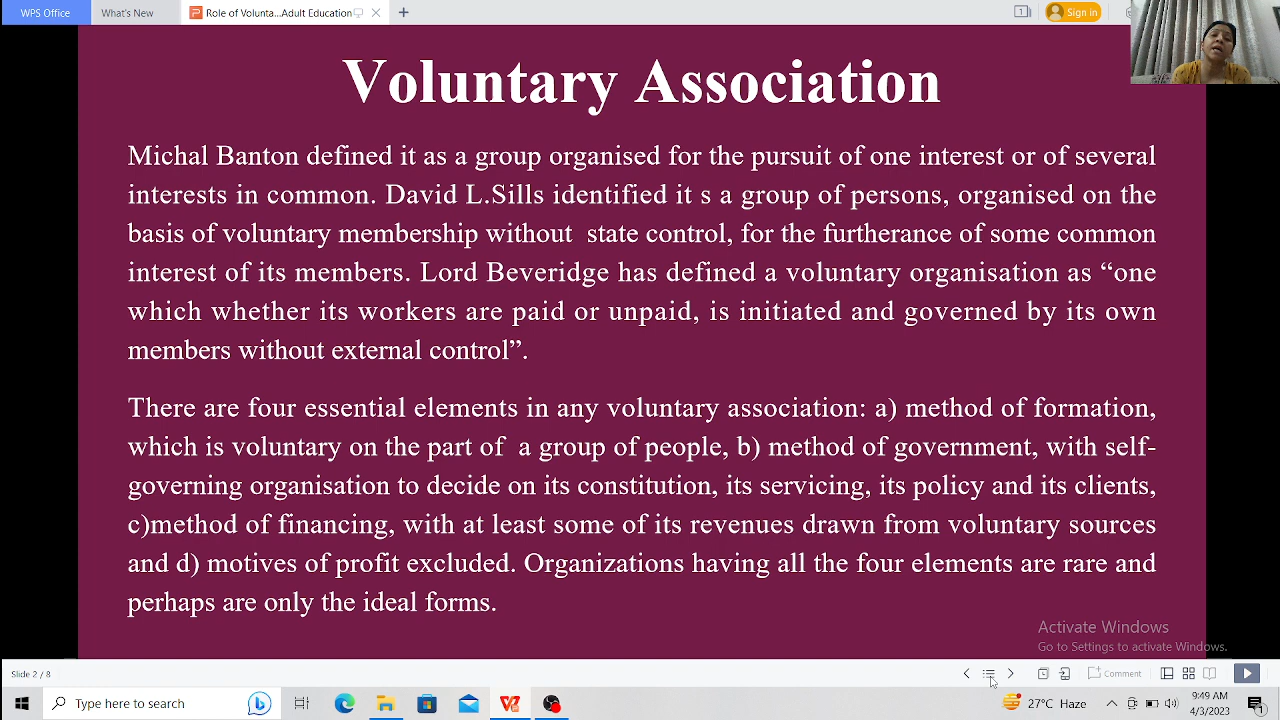 WPS Office
What's New
Role of Volunta...Adult Education
1
Sign in
Voluntary Association
Michal Banton defined it as a group organised for the pursuit of one interest or of several
interests in common. David L.Sills identified it s a group of persons, organised on the
basis of voluntary membership without state control, for the furtherance of some common
interest of its members. Lord Beveridge has defined a voluntary organisation as “one
which whether its workers are paid or unpaid, is initiated and governed by its own
members without external control”.
There are four essential elements in any voluntary association: a) method of formation,
which is voluntary on the part of a group of people, b) method of government, with self-
governing organisation to decide on its constitution, its servicing, its policy and its clients,
c)method of financing, with at least some of its revenues drawn from voluntary sources
and d) motives of profit excluded. Organizations having all the four elements are rare and
perhaps are only the ideal forms.
Activate Windows
Go to Settings to activate Windows.
Slide 2 / 8
Comment
Type here to search
27°C Haze
9:49 AM
4/3/2023